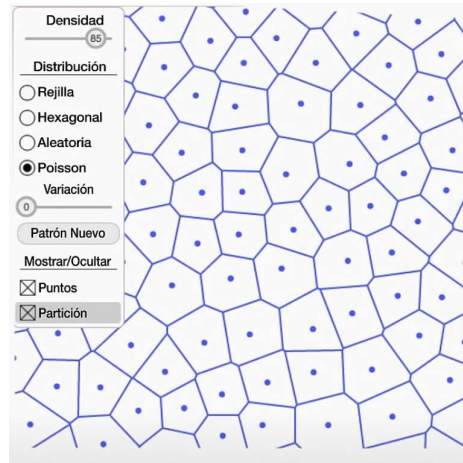 Densidad
85
Distribución
Rejilla
Hexagonal
Aleatoria
Poisson
Variación
0
Patrón Nuevo
Mostrar/Ocultar
Puntos
Partición